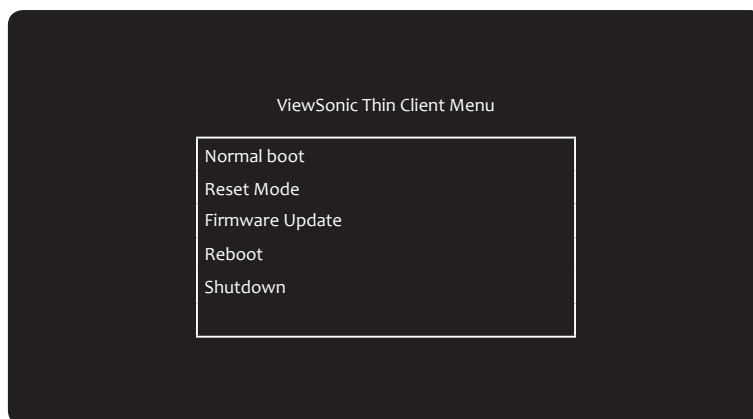 ViewSonic Thin Client Menu
Normal boot
Reset Mode
Firmware Update
Reboot
Shutdown